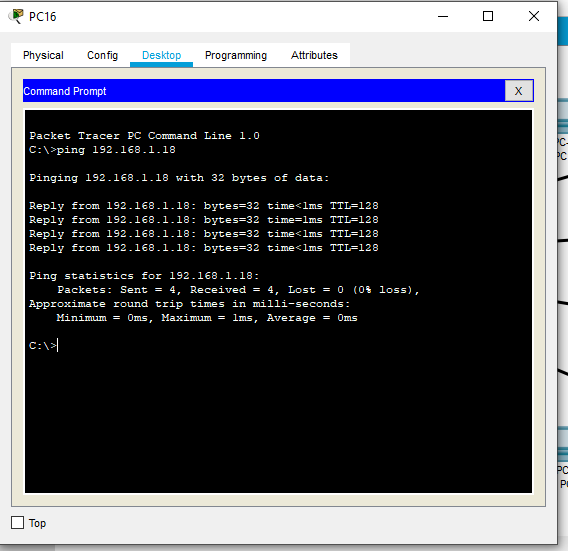 PC16
Physical Config Desktop Programming Attributes
Command Prompt
X
Packet Tracer PC Command Line 1.0
C:\>ping 192.168.1.18
Pinging 192.168.1.18 with 32 bytes of data:
Reply from 192.168.1.18: bytes=32 time<1ms TTL=128
Reply from 192.168.1.18: bytes=32 time<1ms TTL=128
Reply from 192.168.1.18: bytes=32 time<1ms TTL=128
Reply from 192.168.1.18: bytes=32 time<1ms TTL=128
Ping statistics for 192.168.1.18:
Packets: Sent = 4, Received = 4, Lost = 0 (0% loss),
Approximate round trip times in milli-seconds:
Minimum = 0ms, Maximum = 1ms, Average = 0ms
C:\>
Top